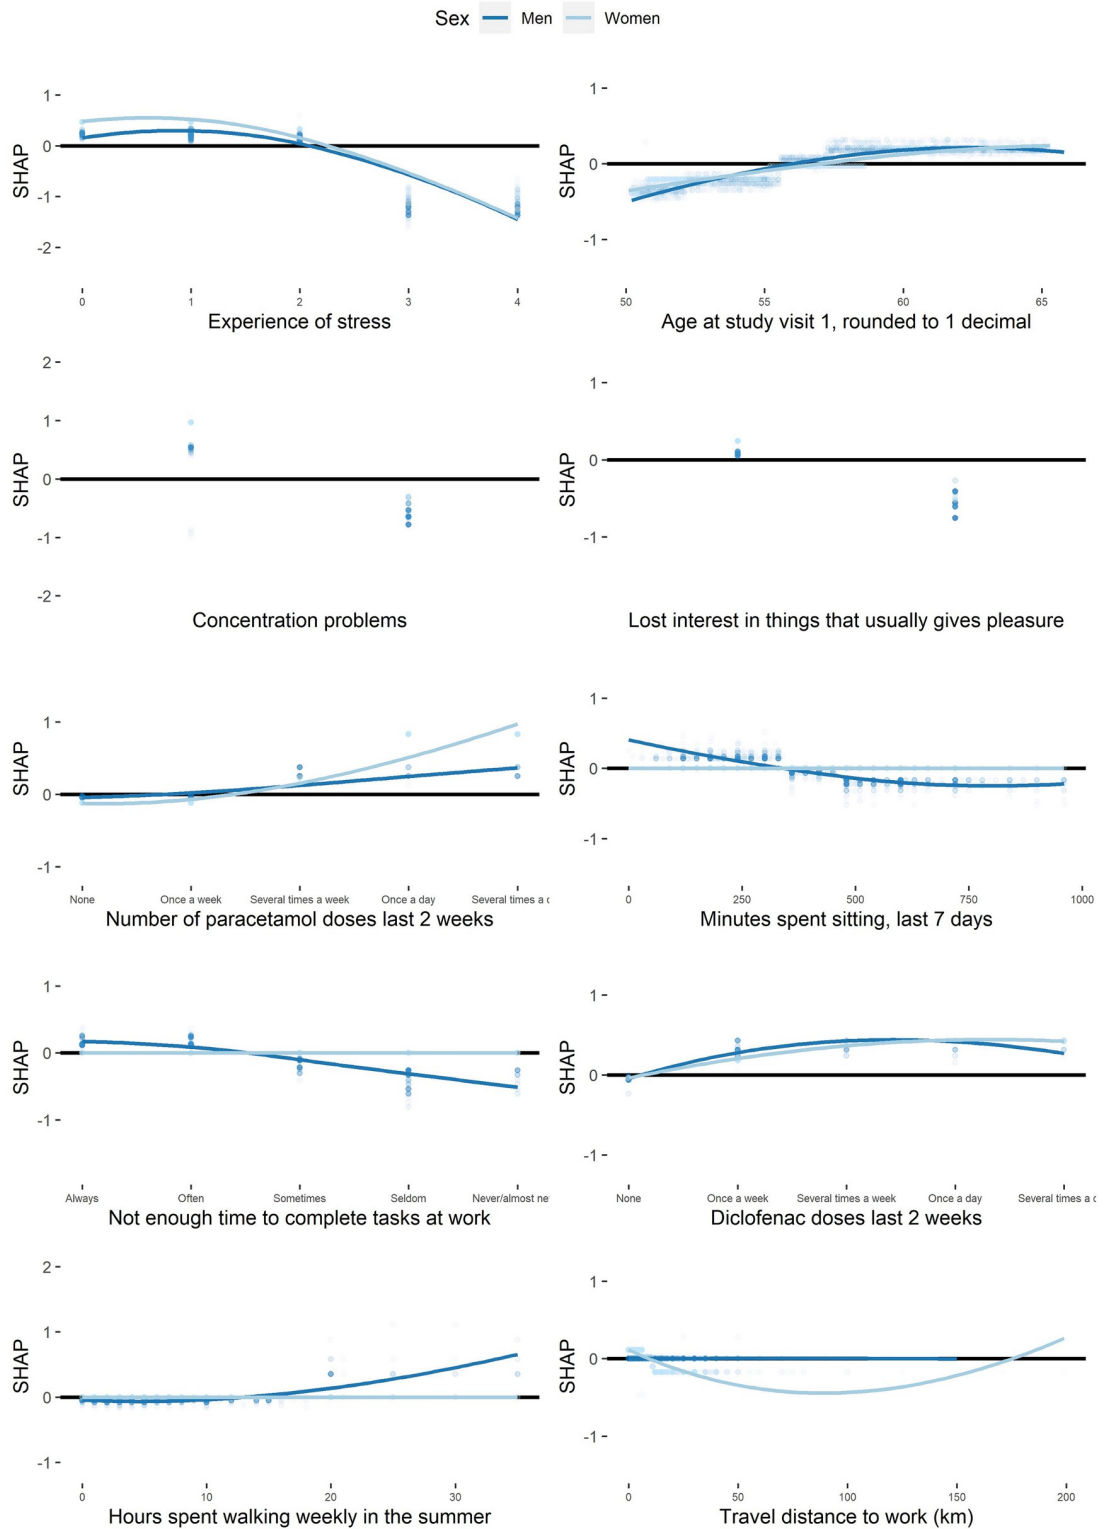 Sex Men Women
SHAP
1
0
-1
-2
0 1 2 3 4
Experience of stress
SHAP
1
0
-1
50 55 60 65
Age at study visit 1, rounded to 1 decimal
SHAP
2
1
0
-1
-2
Concentration problems
SHAP
1
0
-1
Lost interest in things that usually gives pleasure
SHAP
1
0
-1
None Once a week Several times a week Once a day Several times a
Number of paracetamol doses last 2 weeks
SHAP
1
0
-1
0 250 500 750 1000
Minutes spent sitting, last 7 days
SHAP
1
0
-1
Always Often Sometimes Seldom Never/almost ne
Not enough time to complete tasks at work
SHAP
1
0
-1
None Once a week Several times a week Once a day Several times a
Diclofenac doses last 2 weeks
SHAP
2
1
0
-1
0 10 20 30
Hours spent walking weekly in the summer
SHAP
1
0
-1
0 50 100 150 200
Travel distance to work (km)